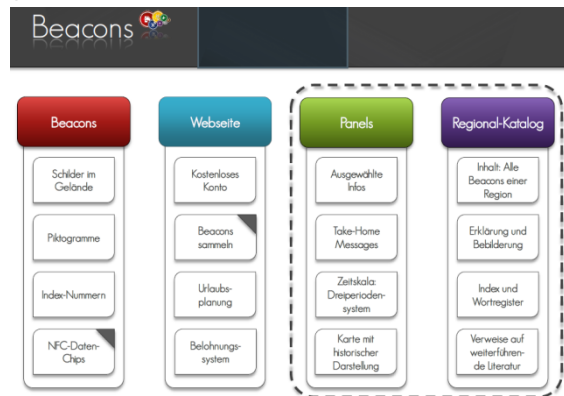 Beacons
Beacons
Schilder im
Gelände
Piktogramme
Index-Nummern
NFC-Daten-
Chips
Webseite
Kostenloses
Konto
Beacons
sammeln
Urlaubs-
planung
Belohnungs-
system
Panels
Ausgewählte
Infos
Take-Home
Messages
Zeitskala:
Dreiperioden-
system
Karte mit
historischer
Darstellung
Regional-Katalog
Inhalt: Alle
Beacons einer
Region
Erklärung und
Bebilderung
Index und
Wortregister
Verweise auf
weiterführen-
de Literatur